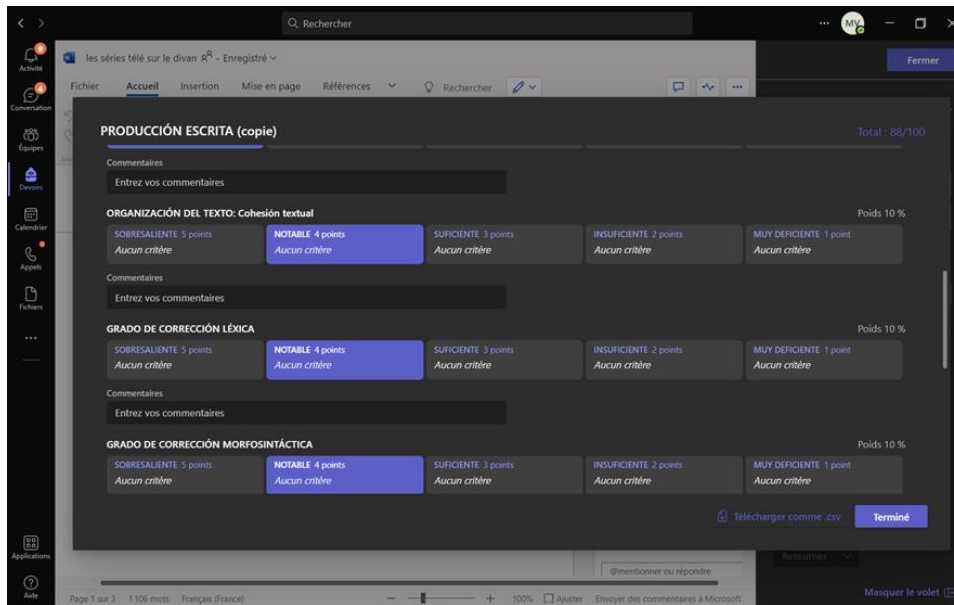 Rechercher
MV
Activité
9
Conversation
4
Équipes
Devoirs
Calendrier
Appels
Fichiers
Applications
Aide
les séries télé sur le divan - Enregistré
Fermer
Fichier Accueil Insertion Mise en page Références Rechercher
PRODUCCIÓN ESCRITA (copie)
Total : 88/100
Commentaires
Entrez vos commentaires
ORGANIZACIÓN DEL TEXTO: Cohesión textual
Poids 10 %
SOBRESALIENTE 5 points NOTABLE 4 points SUFICIENTE 3 points INSUFICIENTE 2 points MUY DEFICIENTE 1 point
Aucun critère Aucun critère Aucun critère Aucun critère Aucun critère
Commentaires
Entrez vos commentaires
GRADO DE CORRECCIÓN LÉXICA
Poids 10 %
SOBRESALIENTE 5 points NOTABLE 4 points SUFICIENTE 3 points INSUFICIENTE 2 points MUY DEFICIENTE 1 point
Aucun critère Aucun critère Aucun critère Aucun critère Aucun critère
Commentaires
Entrez vos commentaires
GRADO DE CORRECCIÓN MORFOSINTÁCTICA
Poids 10 %
SOBRESALIENTE 5 points NOTABLE 4 points SUFICIENTE 3 points INSUFICIENTE 2 points MUY DEFICIENTE 1 point
Aucun critère Aucun critère Aucun critère Aucun critère Aucun critère
Télécharger comme .csv Terminé
Retourner
@mentionner ou répondre
Page 1 sur 3 1106 mots Français (France) 100% Ajuster Envoyer des commentaires à Microsoft
Masquer le volet